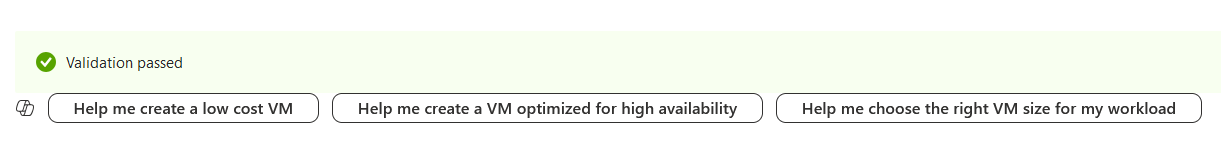 Validation passed
Help me create a low cost VM Help me create a VM optimized for high availability Help me choose the right VM size for my workload